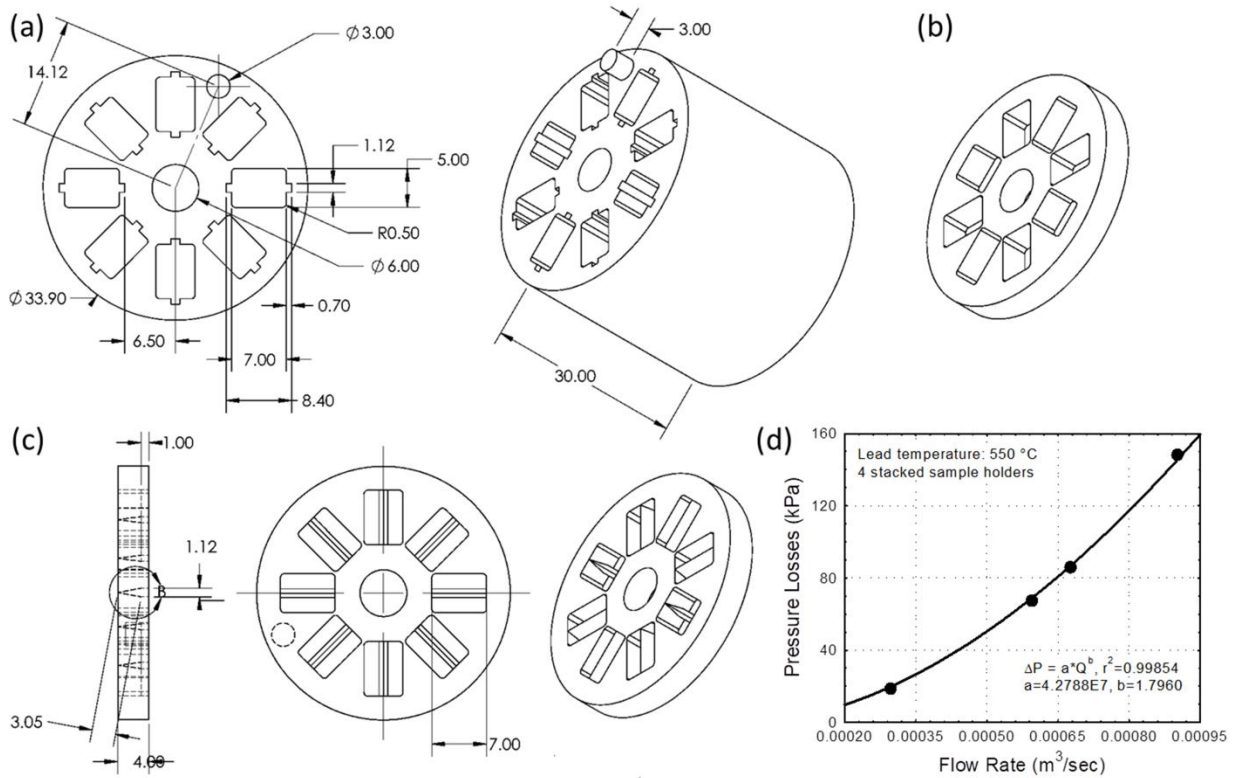 (a)
14.12
Ø3.00
1.12
5.00
R0.50
Ø6.00
Ø33.90
0.70
6.50
7.00
8.40
3.00
30.00
(b)
(c)
1.00
1.12
B
3.05
4.00
7.00
(d)
Pressure Losses (kPa)
160
120
80
40
0
Lead temperature: 550 °C
4 stacked sample holders
ΔP = a*Q^b, r²=0.99854
a=4.2788E7, b=1.7960
0.00020 0.00035 0.00050 0.00065 0.00080 0.00095
Flow Rate (m³/sec)